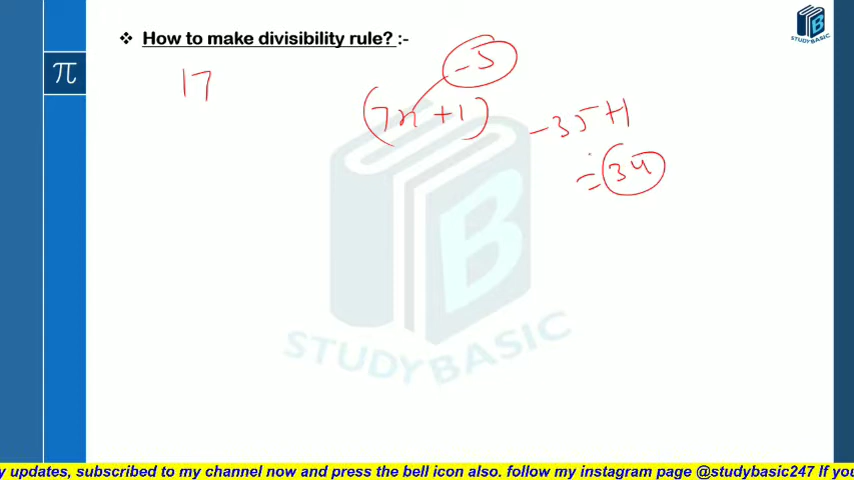 ❖ How to make divisibility rule? :-
STUDYBASIC
π
17
-5
(7x+1)
-35+1
=34
STUDYBASIC
y updates, subscribed to my channel now and press the bell icon also. follow my instagram page @studybasic247 If you